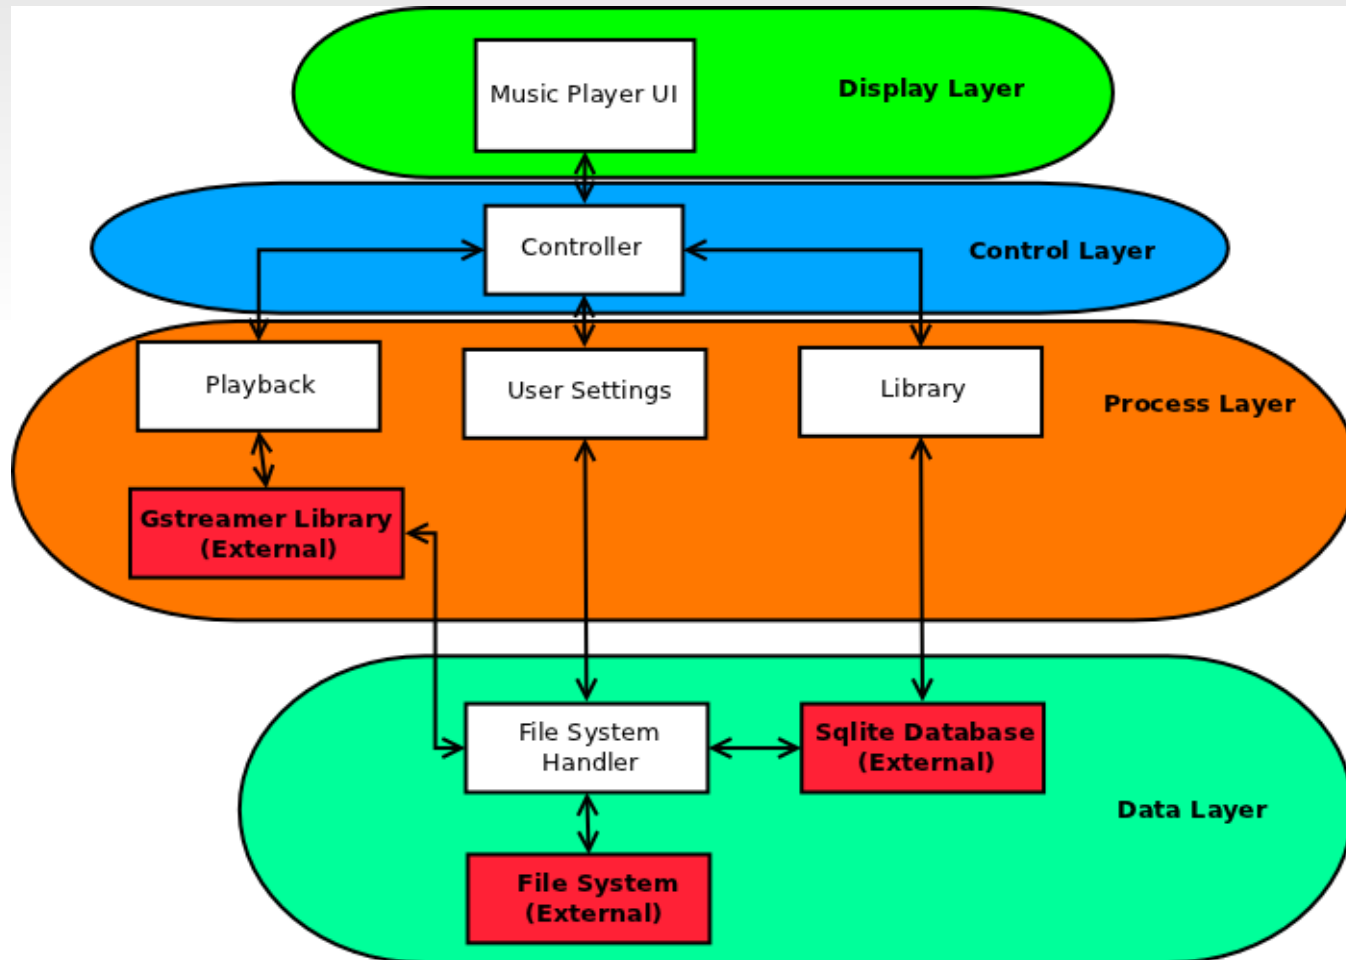 Music Player UI
Display Layer
Controller
Control Layer
Playback
User Settings
Library
Process Layer
Gstreamer Library
(External)
File System
Handler
Sqlite Database
(External)
Data Layer
File System
(External)